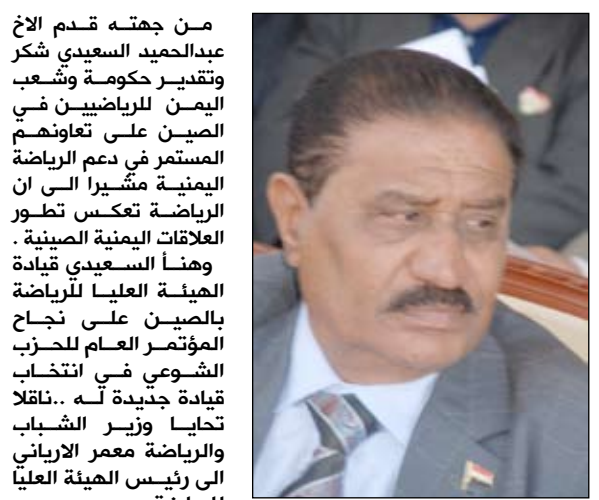 من جهته قدم الاخ
عبدالحميد السعيدي شكر
وتقدير حكومة وشعب
اليمن للرياضيين في
الصين على تعاونهم
المستمر في دعم الرياضة
اليمنية مشيرا الى ان
الرياضة تعكس تطور
العلاقات اليمنية الصينية .
وهنأ السعيدي قيادة
الهيئة العليا للرياضة
بالصين على نجاح
المؤتمر العام للحزب
الشوعي في انتخاب
قيادة جديدة له ..ناقلا
تحايا وزير الشباب
والرياضة معمر الارياني
الى رئيس الهيئة العليا